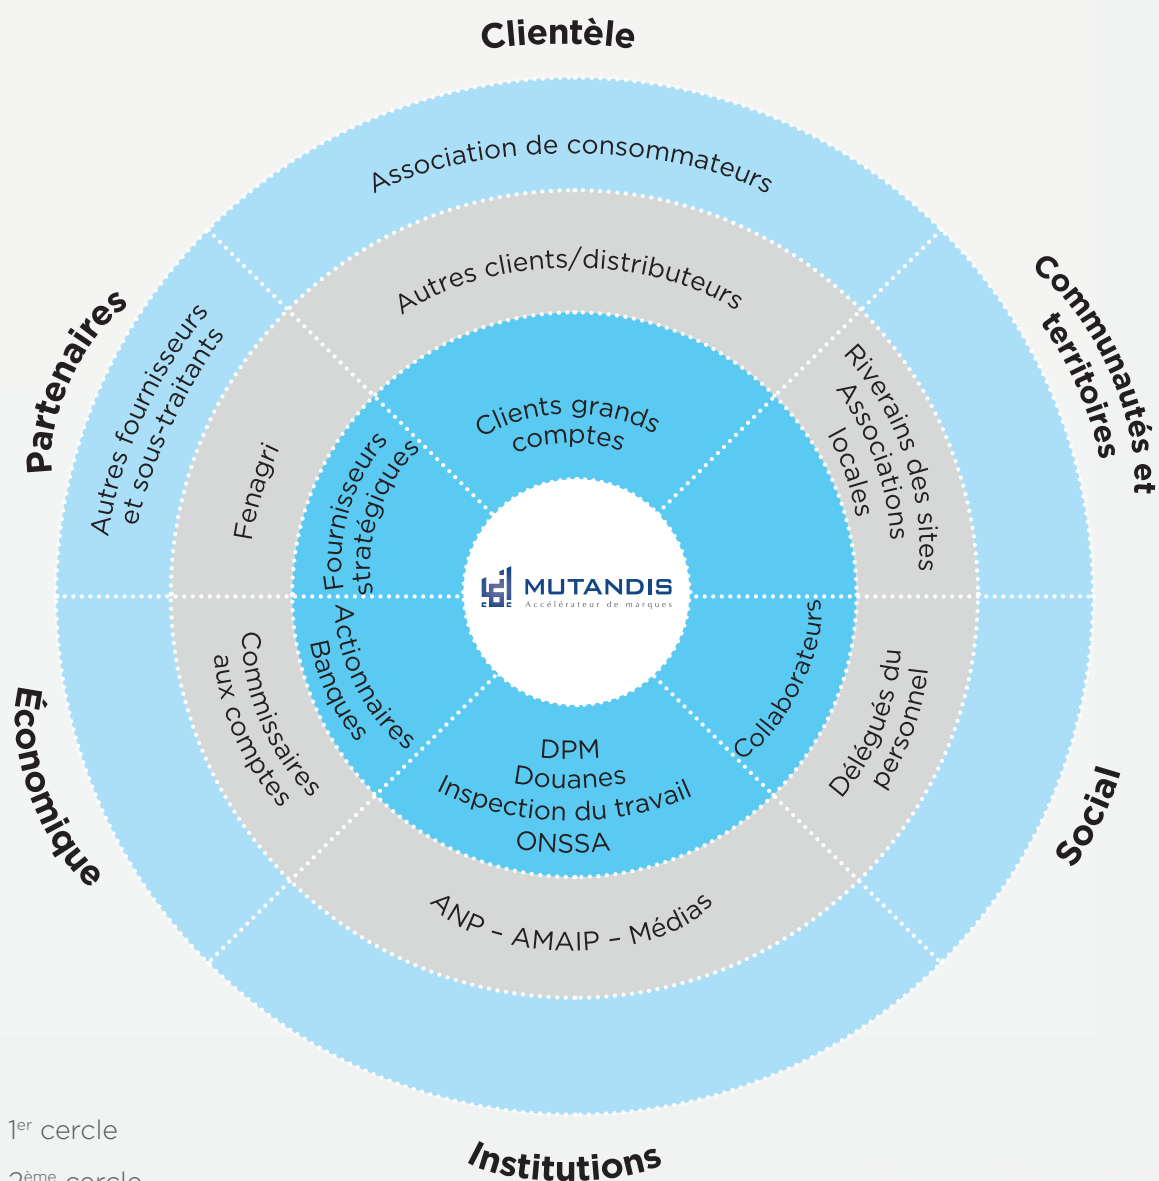 Clientèle
Association de consommateurs
Autres clients/distributeurs
Clients grands
comptes
Communautés et
territoires
Riverains des sites
Associations
locales
Partenaires
Autres fournisseurs
et sous-traitants
Fenagri
Fournisseurs
stratégiques
MUTANDIS
Accélérateur de marques
Économique
Commissaires
aux comptes
Actionnaires
Banques
Collaborateurs
Délégués du
personnel
Social
DPM
Douanes
Inspection du travail
ONSSA
ANP – AMAIP – Médias
Institutions
1er cercle
2ème cercle